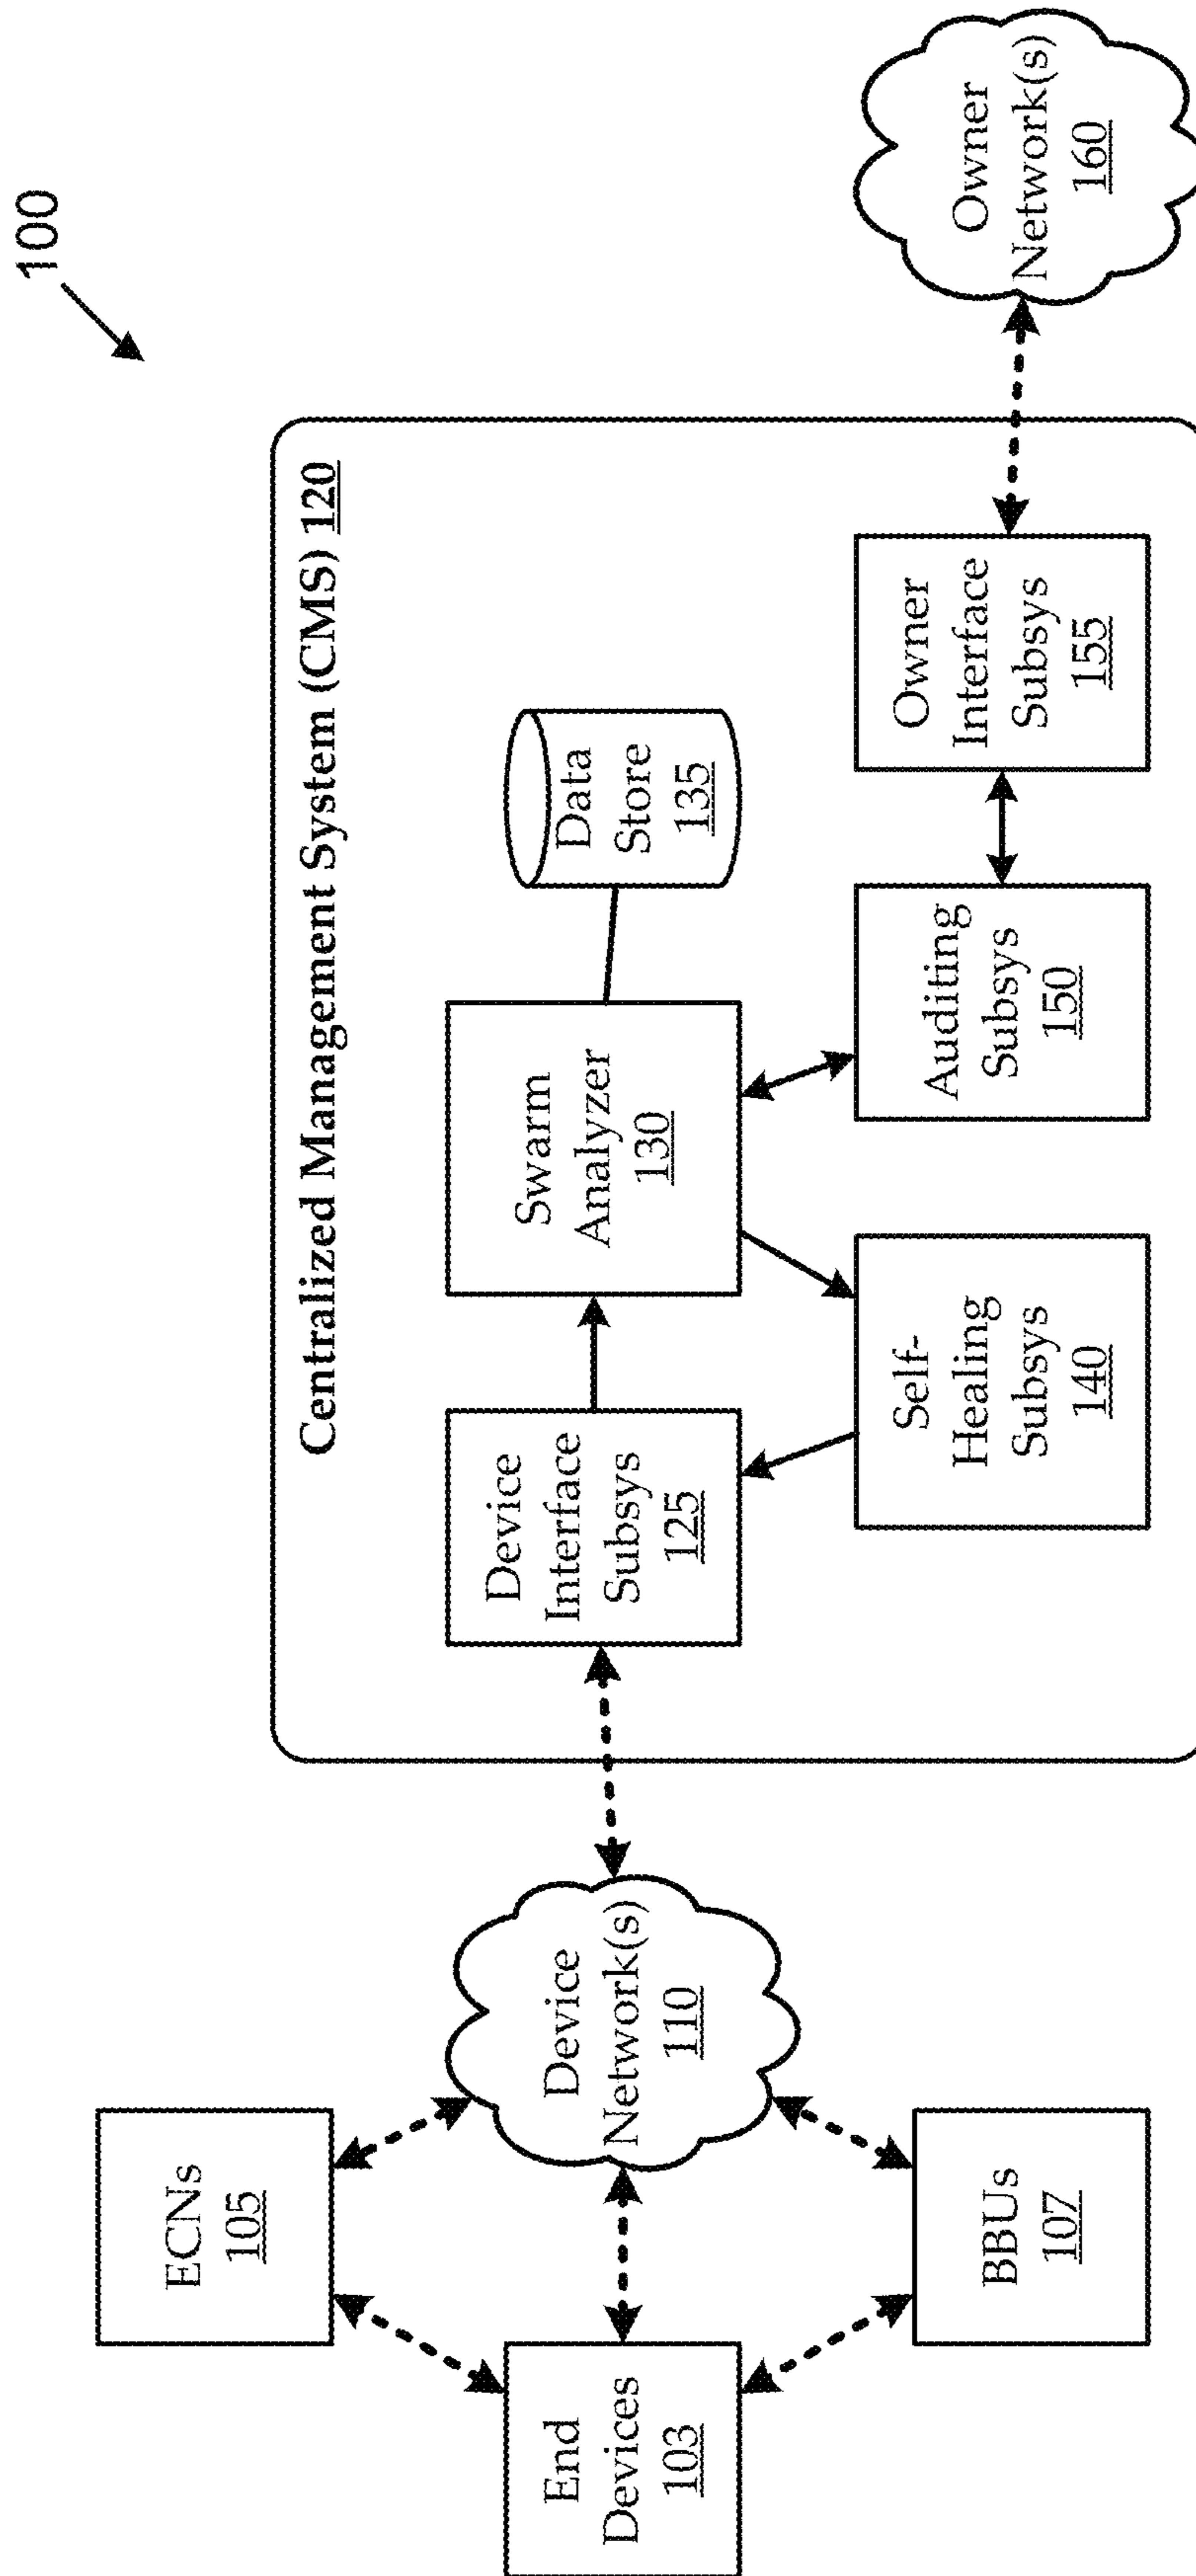 100
Centralized Management System (CMS) 120
ECNs
105
End
Devices
103
BBUs
107
Device
Network(s)
110
Device
Interface
Subsys
125
Swarm
Analyzer
130
Data
Store
135
Self-
Healing
Subsys
140
Auditing
Subsys
150
Owner
Interface
Subsys
155
Owner
Network(s)
160